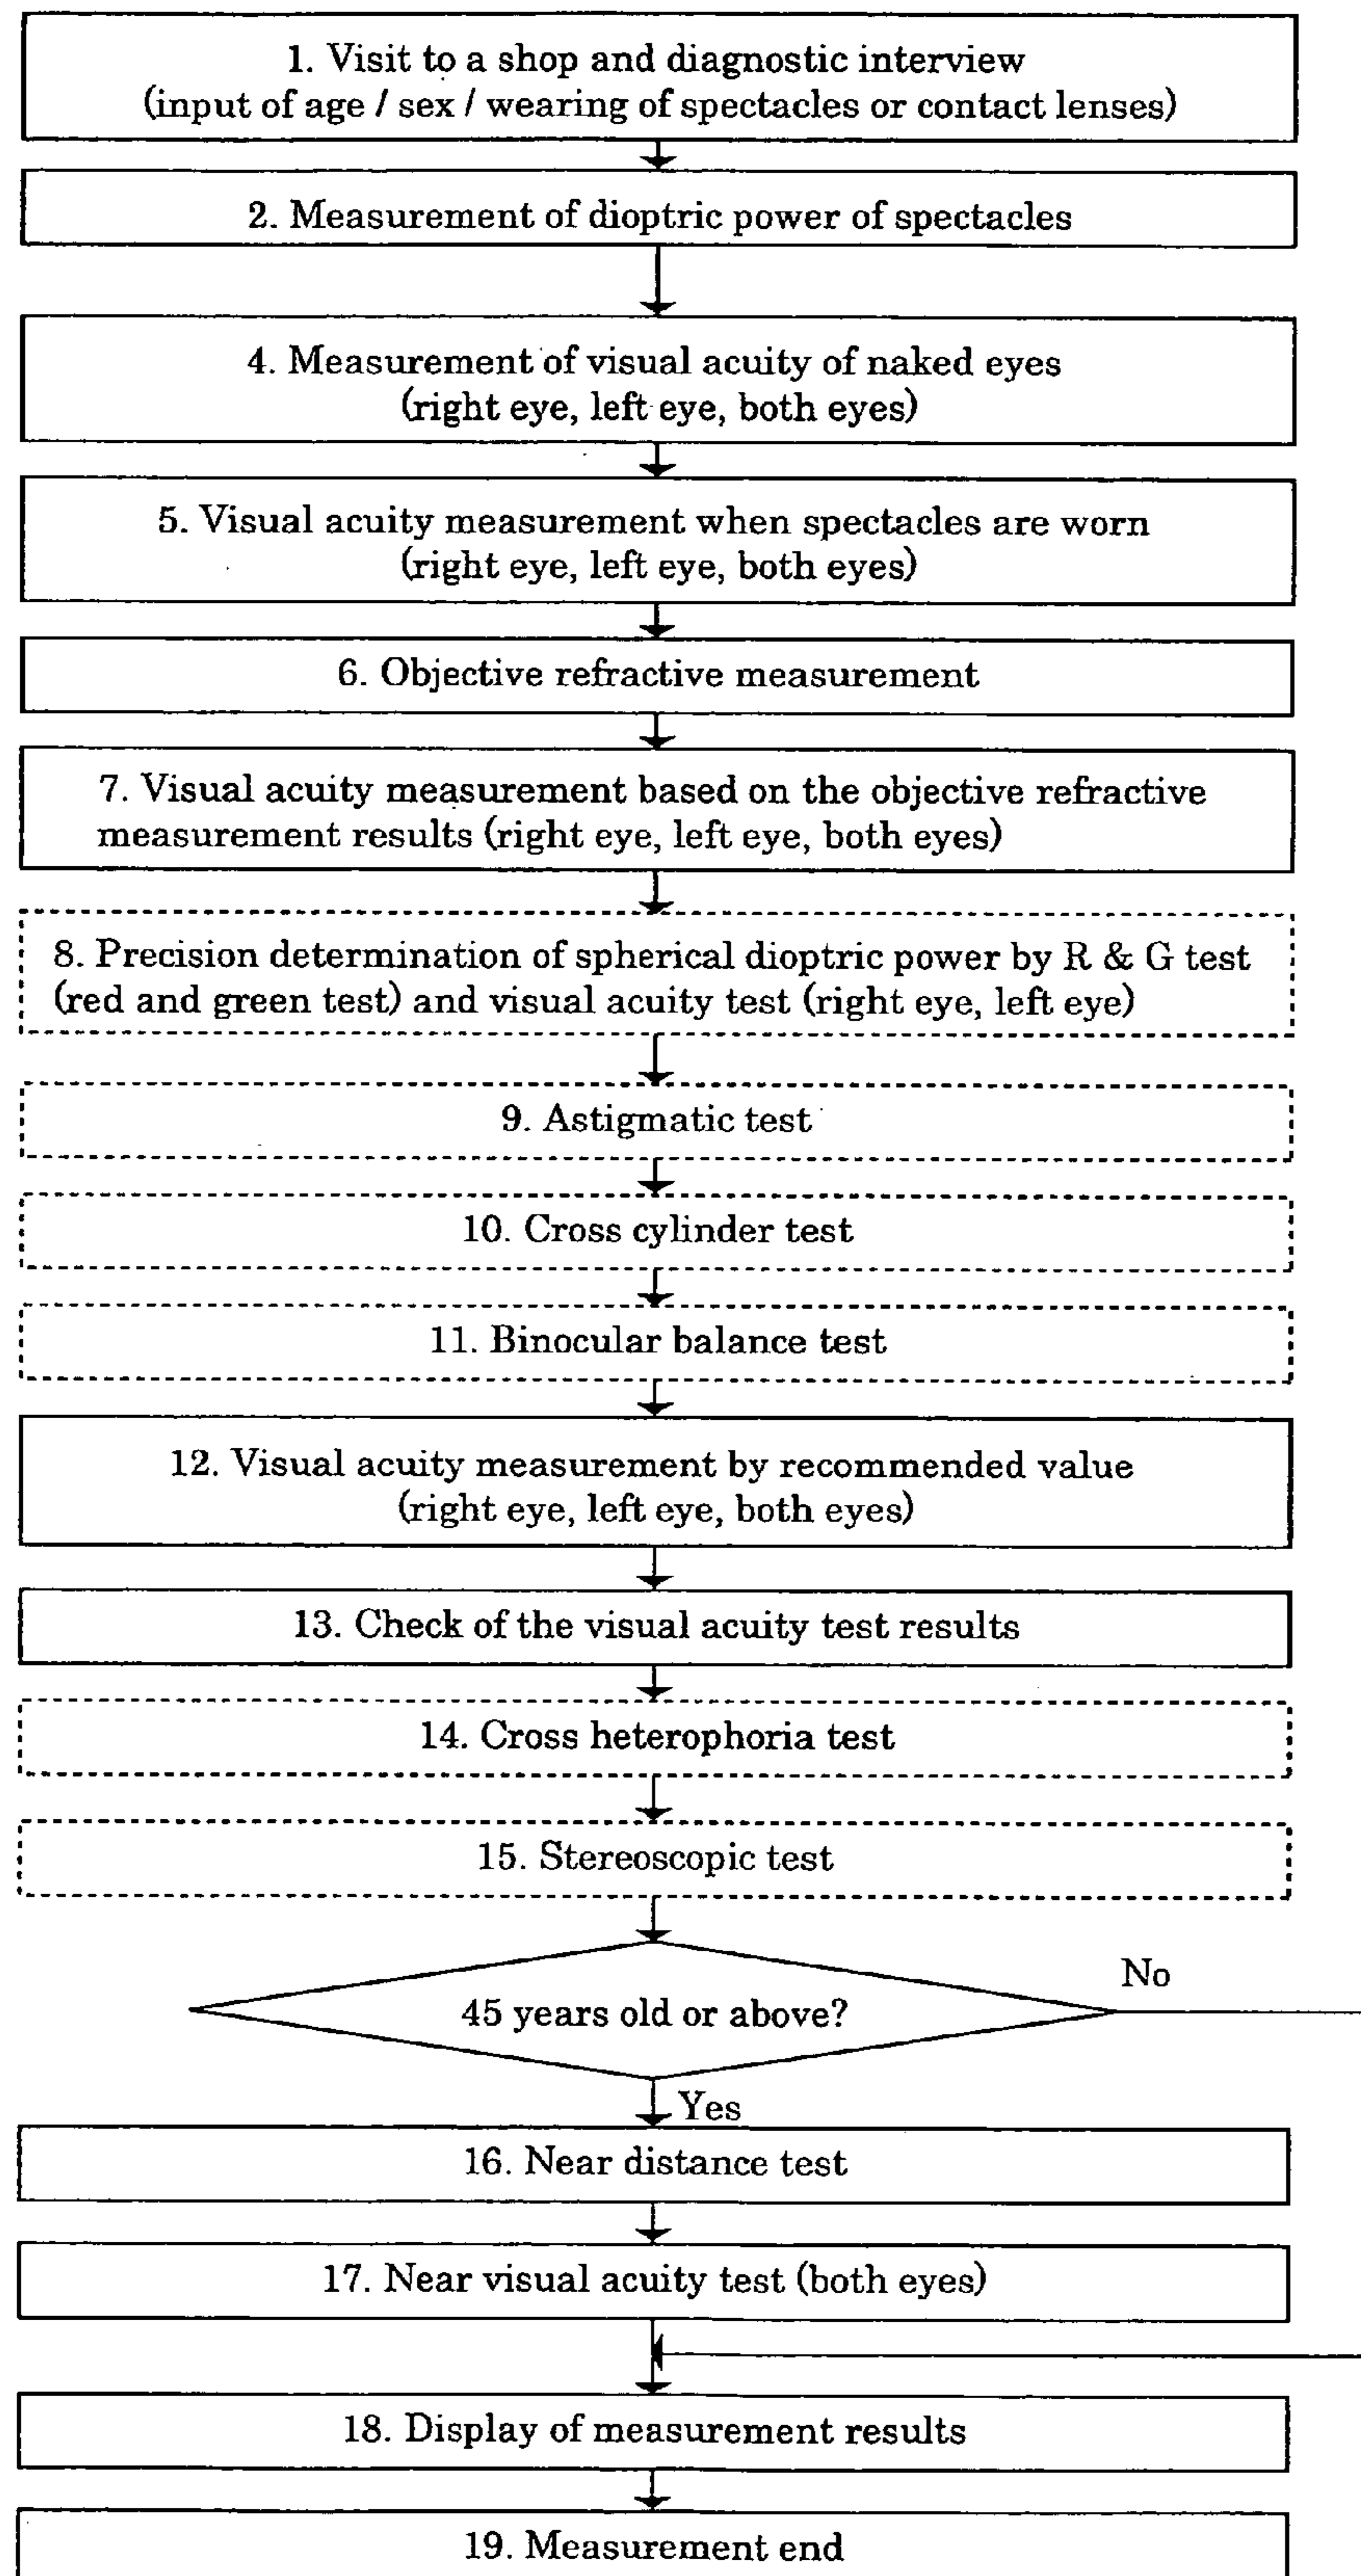 1. Visit to a shop and diagnostic interview
(input of age / sex / wearing of spectacles or contact lenses)
2. Measurement of dioptric power of spectacles
4. Measurement of visual acuity of naked eyes
(right eye, left eye, both eyes)
5. Visual acuity measurement when spectacles are worn
(right eye, left eye, both eyes)
6. Objective refractive measurement
7. Visual acuity measurement based on the objective refractive
measurement results (right eye, left eye, both eyes)
8. Precision determination of spherical dioptric power by R & G test
(red and green test) and visual acuity test (right eye, left eye)
9. Astigmatic test
10. Cross cylinder test
11. Binocular balance test
12. Visual acuity measurement by recommended value
(right eye, left eye, both eyes)
13. Check of the visual acuity test results
14. Cross heterophoria test
15. Stereoscopic test
No
45 years old or above?
Yes
16. Near distance test
17. Near visual acuity test (both eyes)
18. Display of measurement results
19. Measurement end